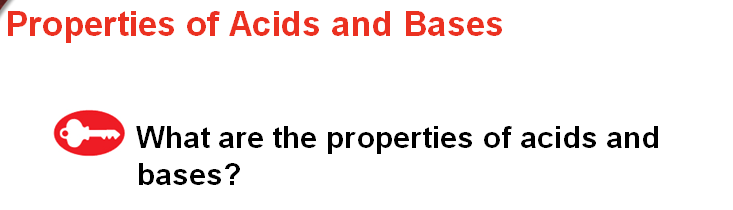 Properties of Acids and Bases
What are the properties of acids and
bases?